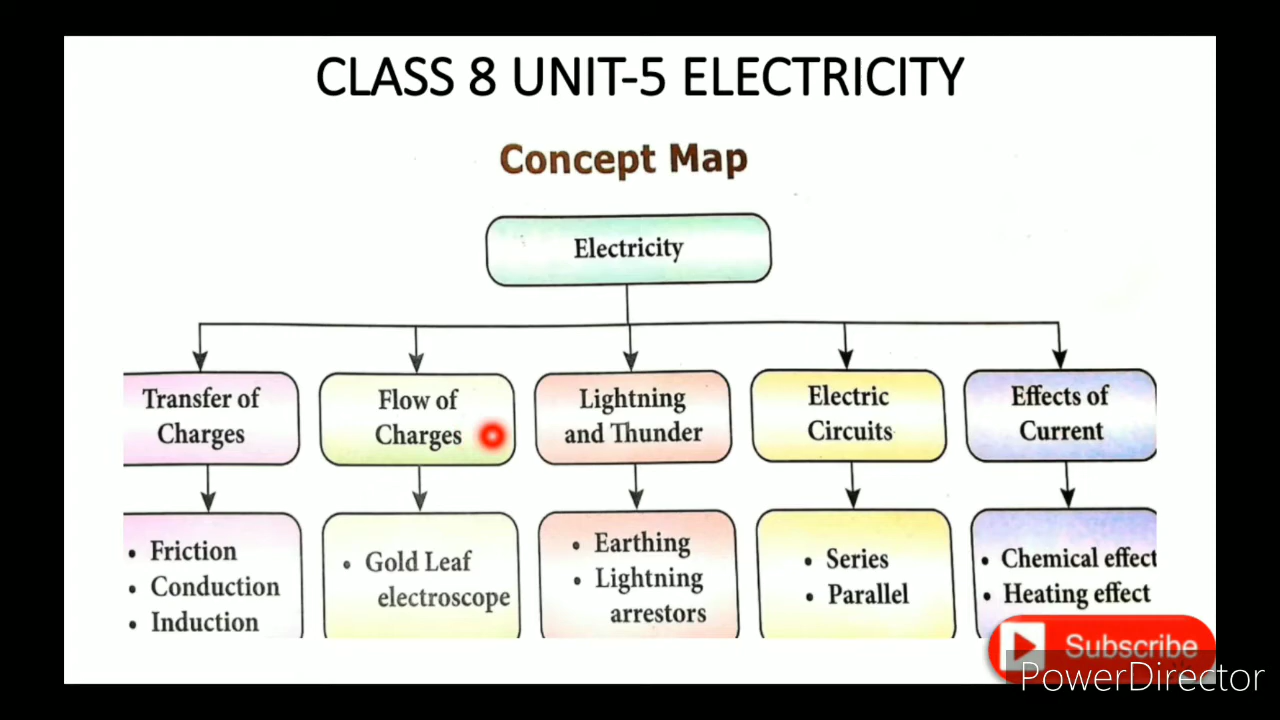 CLASS 8 UNIT-5 ELECTRICITY
Concept Map
Electricity
Transfer of
Charges
Flow of
Charges
Lightning
and Thunder
Electric
Circuits
Effects of
Current
• Friction
• Conduction
• Induction
• Gold Leaf
electroscope
• Earthing
• Lightning
arrestors
• Series
• Parallel
• Chemical effect
• Heating effect
Subscribe
PowerDirector